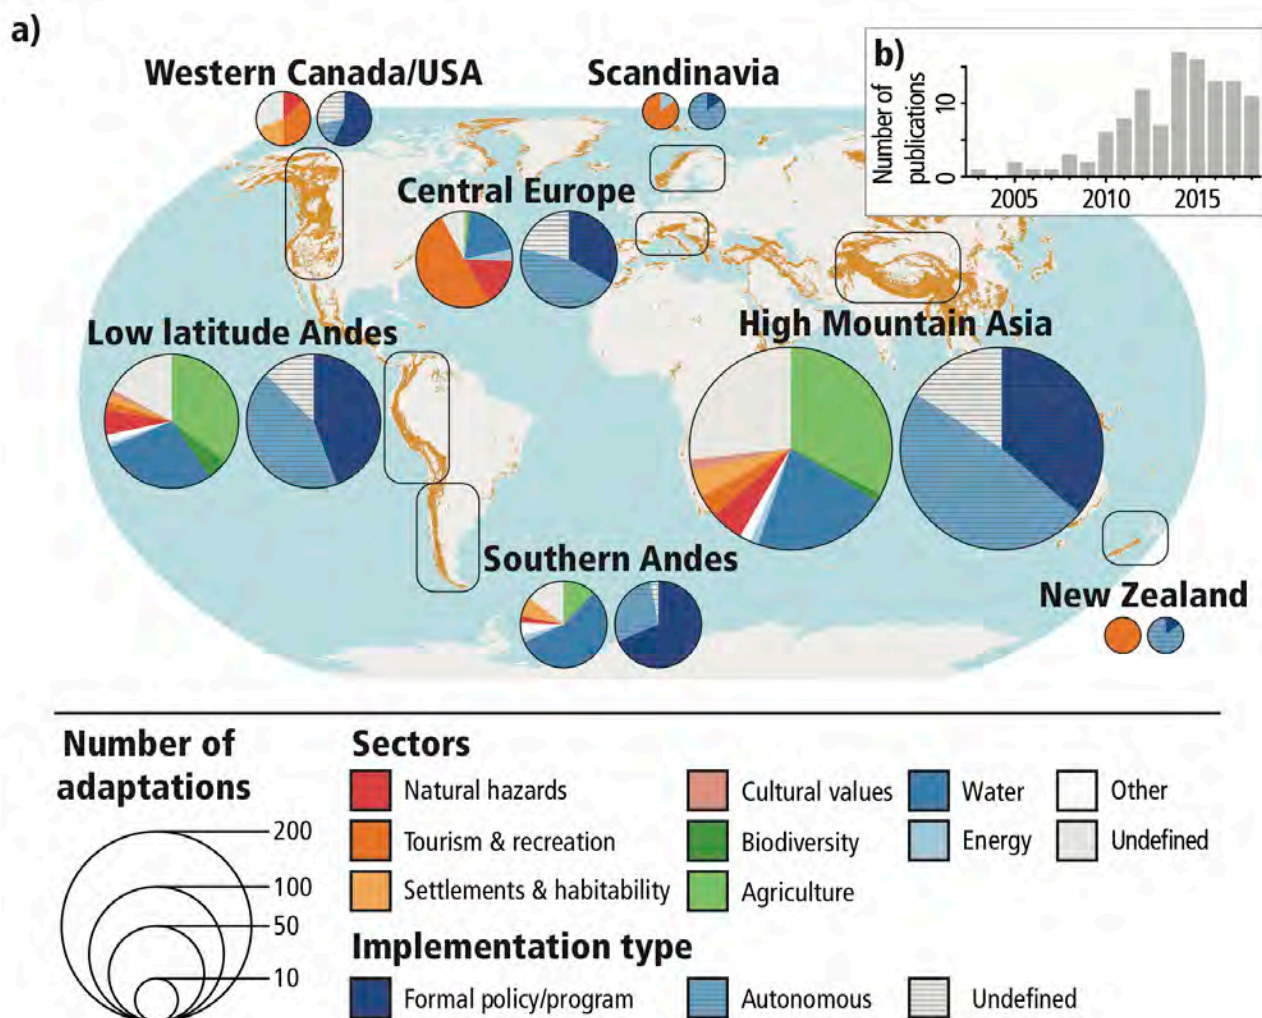 a)
Western Canada/USA
Scandinavia
b)
Number of
publications
10
0
2005
2010
2015
Central Europe
Low latitude Andes
High Mountain Asia
Southern Andes
New Zealand
Number of
adaptations
200
100
50
10
Sectors
Natural hazards
Tourism & recreation
Settlements & habitability
Cultural values
Biodiversity
Agriculture
Water
Energy
Other
Undefined
Implementation type
Formal policy/program
Autonomous
Undefined